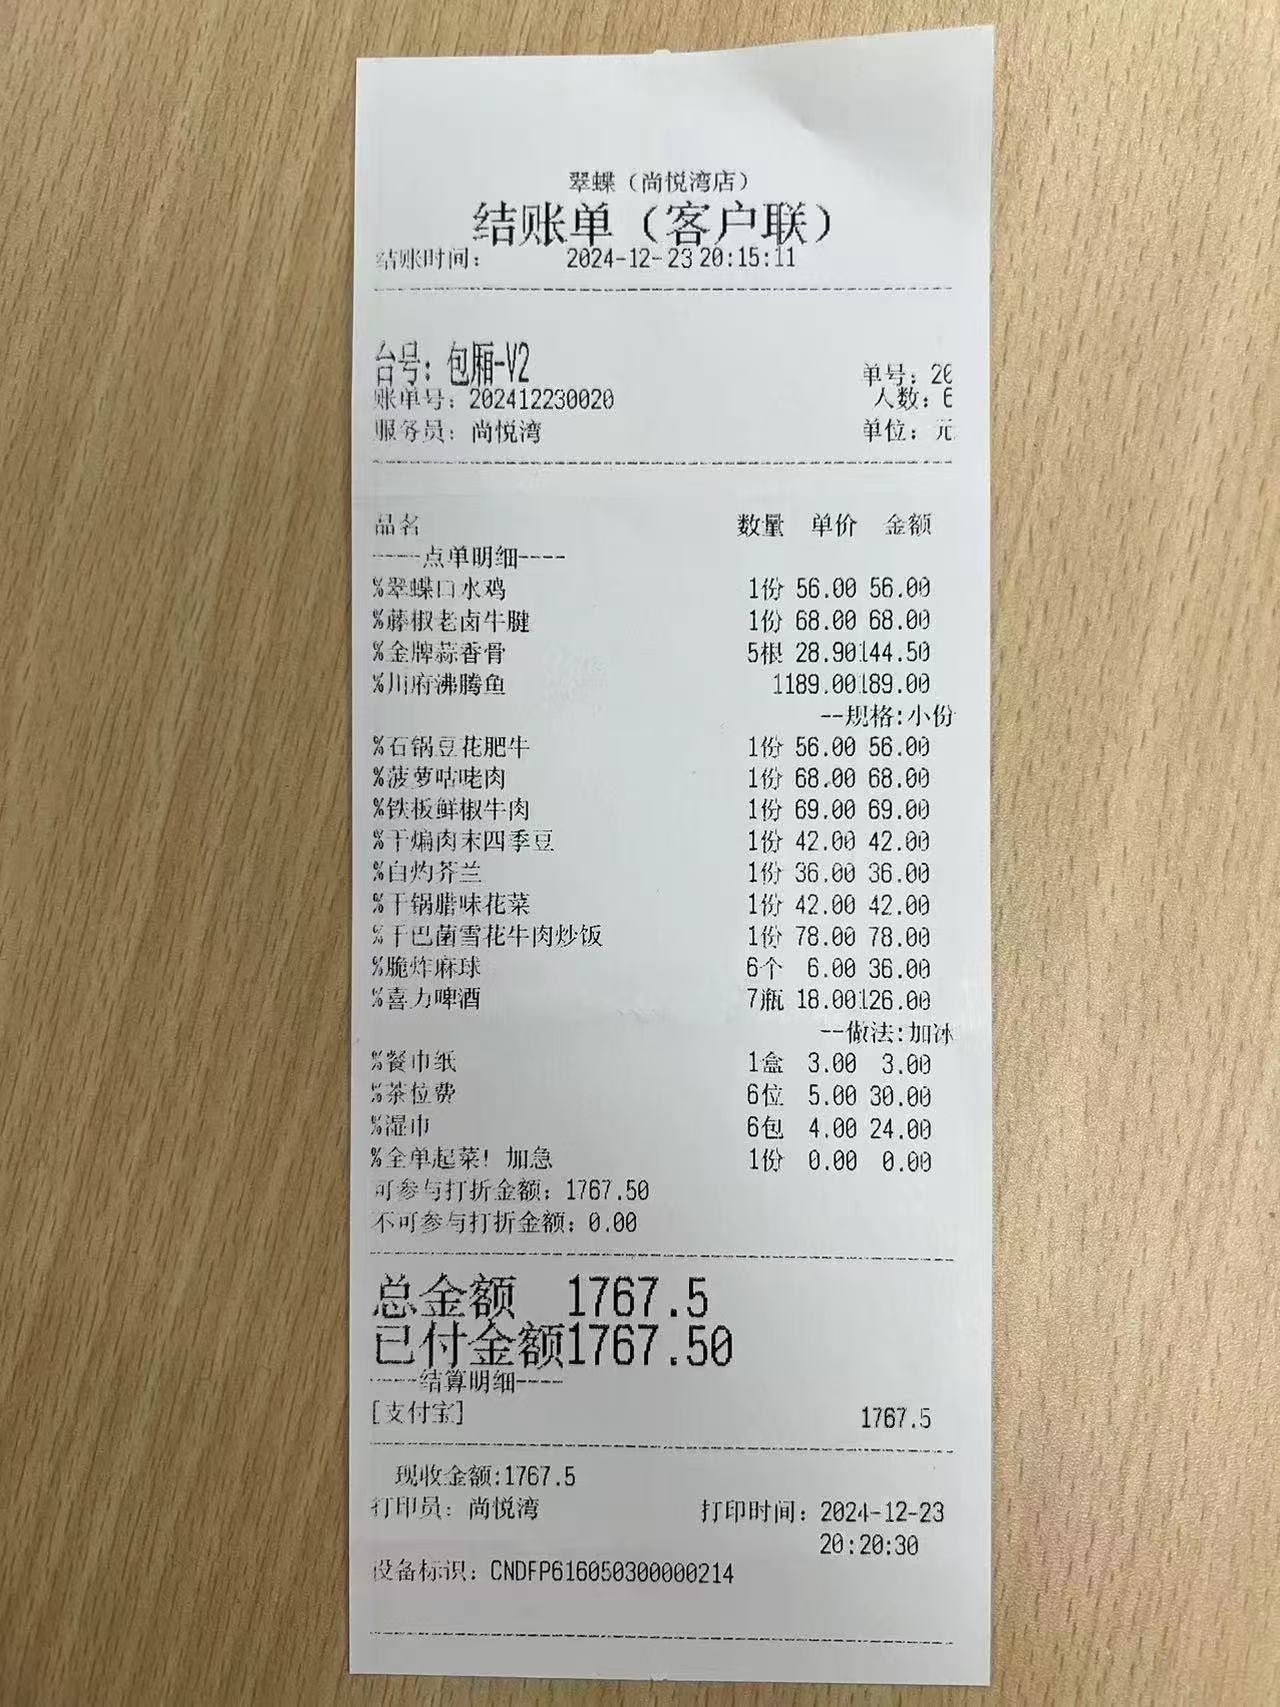 翠蝶（尚悦湾店）
结账单（客户联）
结账时间： 2024-12-23 20:15:11
台号：包厢-V2
单号：20
账单号：202412230020
人数：6
服务员：尚悦湾 单位：元
品名 数量 单价 金额
----点单明细----
%翠蝶口水鸡 1份 56.00 56.00
%藤椒老卤牛腱 1份 68.00 68.00
%金牌蒜香骨 5根 28.90144.50
%川府沸腾鱼 1189.00189.00
--规格:小份
%石锅豆花肥牛 1份 56.00 56.00
%菠萝咕咾肉 1份 68.00 68.00
%铁板鲜椒牛肉 1份 69.00 69.00
%干煸肉末四季豆 1份 42.00 42.00
%白灼芥兰 1份 36.00 36.00
%干锅腊味花菜 1份 42.00 42.00
%干巴菌雪花牛肉炒饭 1份 78.00 78.00
%脆炸麻球 6个 6.00 36.00
%喜力啤酒 7瓶 18.00126.00
--做法:加冰
%餐巾纸 1盒 3.00 3.00
%茶位费 6位 5.00 30.00
%湿巾 6包 4.00 24.00
%全单起菜！加急 1份 0.00 0.00
可参与打折金额：1767.50
不可参与打折金额：0.00
总金额 1767.5
已付金额1767.50
----结算明细----
[支付宝] 1767.5
现收金额:1767.5
打印员：尚悦湾 打印时间：2024-12-23
20:20:30
设备标识：CNDFP616050300000214